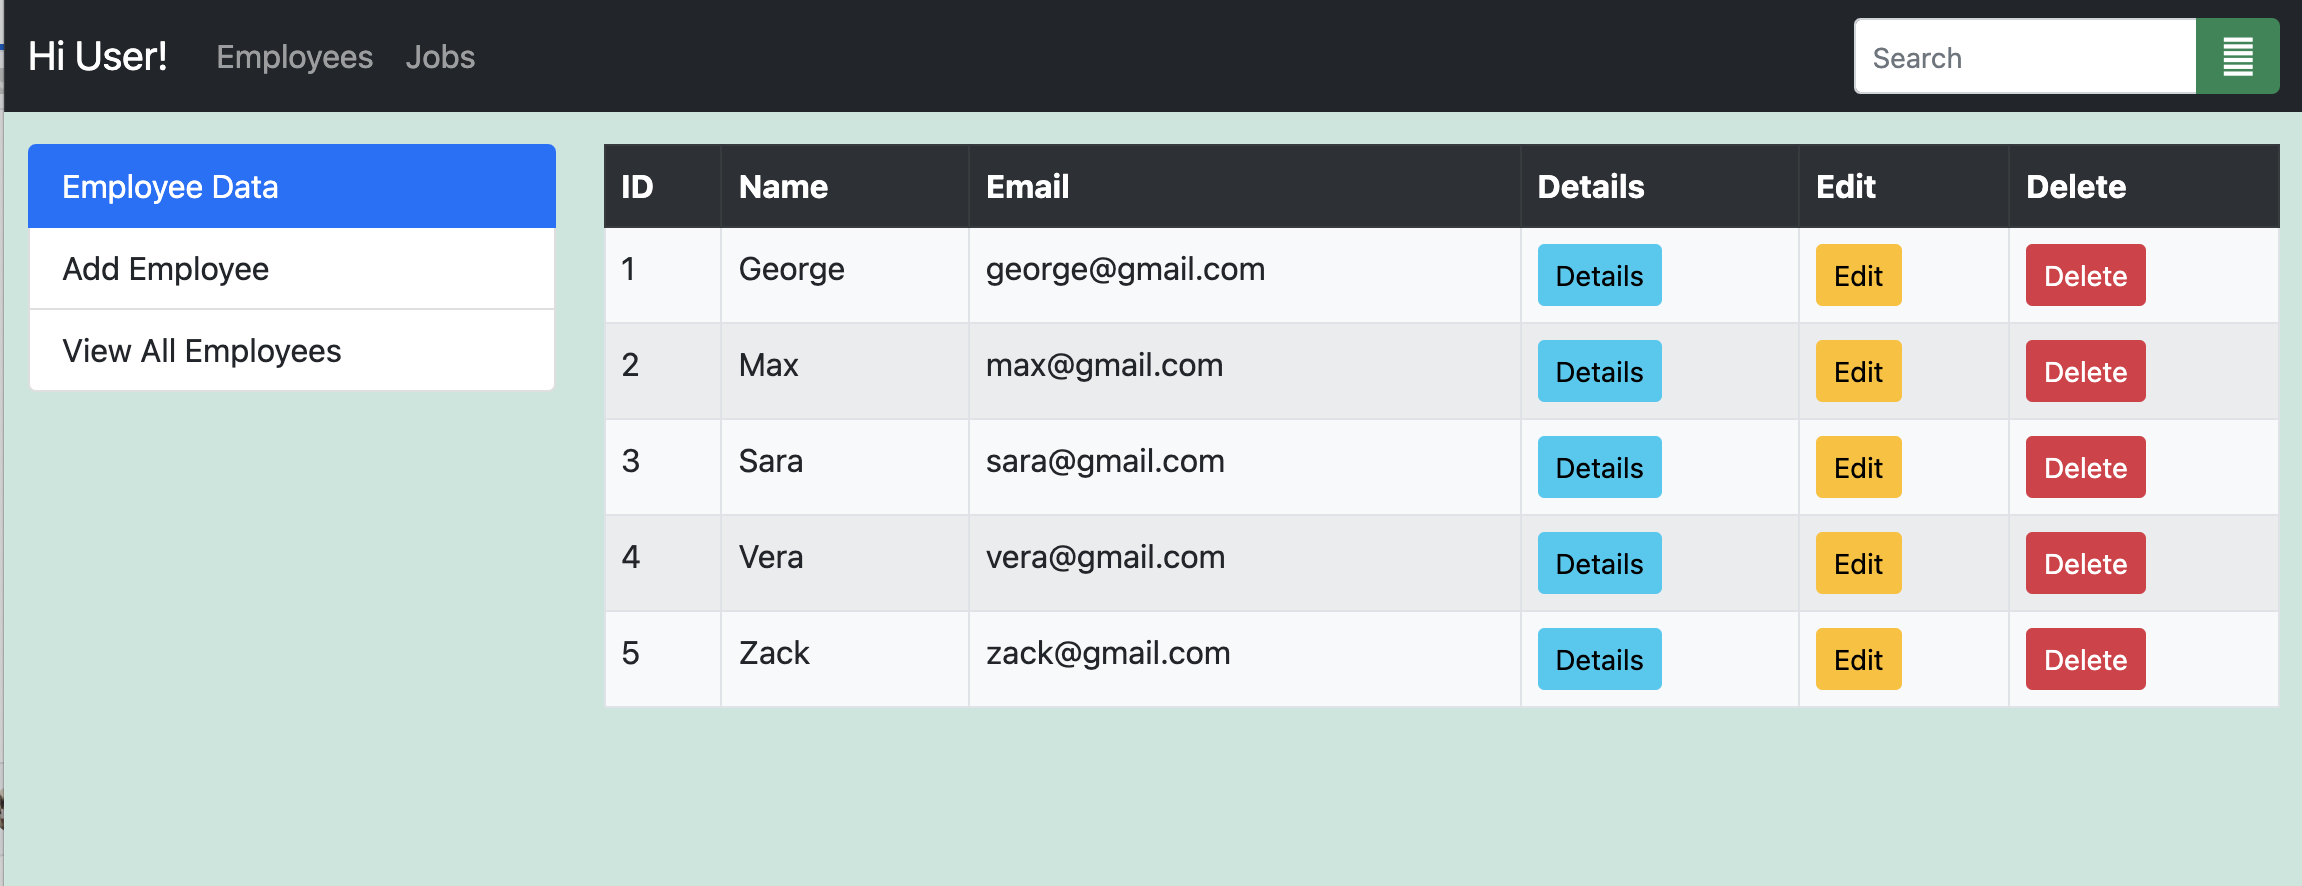 Hi User! Employees Jobs Search
Employee Data
Add Employee
View All Employees
ID Name Email Details Edit Delete
1 George george@gmail.com Details Edit Delete
2 Max max@gmail.com Details Edit Delete
3 Sara sara@gmail.com Details Edit Delete
4 Vera vera@gmail.com Details Edit Delete
5 Zack zack@gmail.com Details Edit Delete